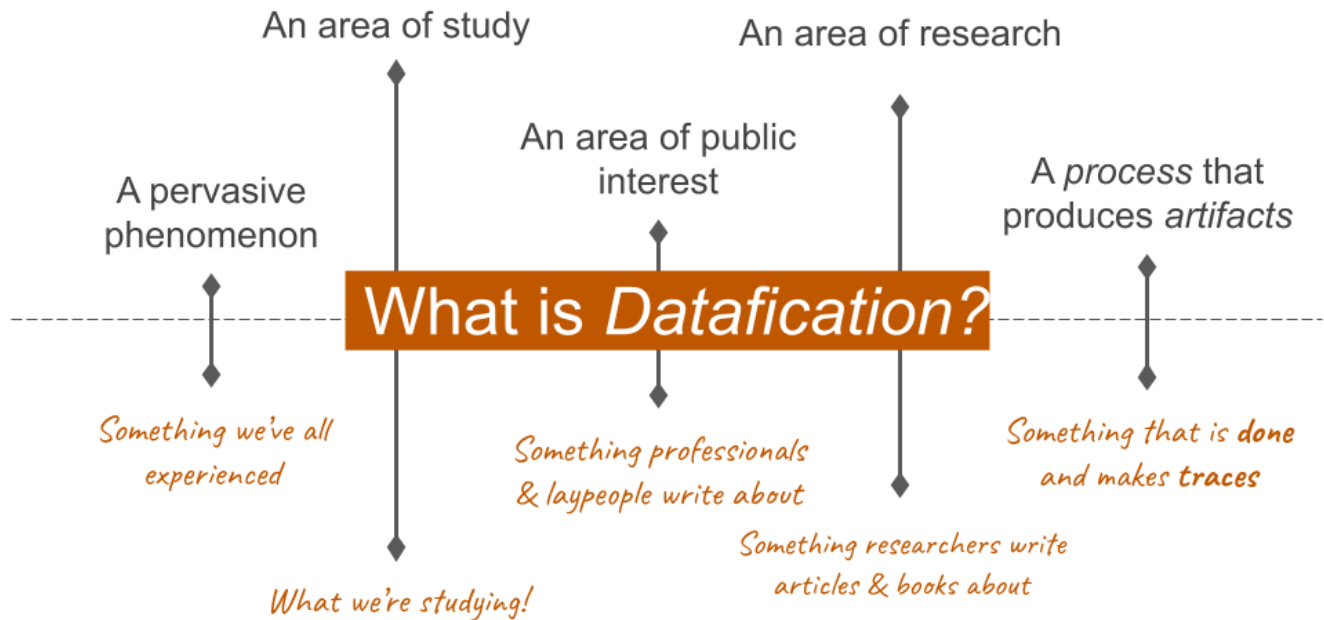 An area of study
An area of research
An area of public
interest
A pervasive
phenomenon
A process that
produces artifacts
What is Datafication?
Something we've all
experienced
Something professionals
& laypeople write about
Something that is done
and makes traces
Something researchers write
articles & books about
What we're studying!